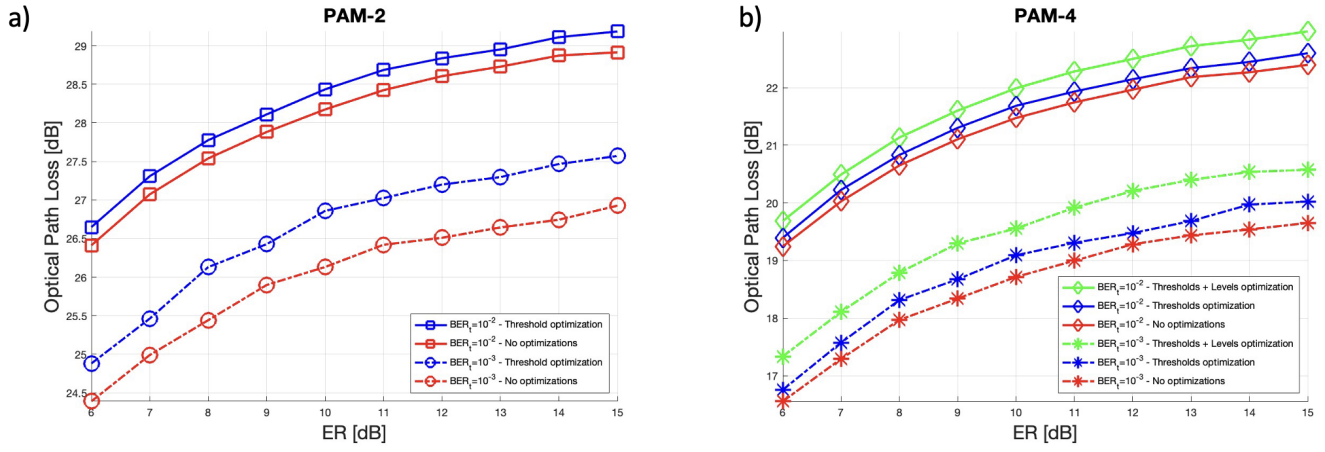 a)
PAM-2
Optical Path Loss [dB]
29
28.5
28
27.5
27
26.5
26
25.5
25
24.5
6 7 8 9 10 11 12 13 14 15
ER [dB]
BERt=10-2 - Threshold optimization
BERt=10-2 - No optimizations
BERt=10-3 - Threshold optimization
BERt=10-3 - No optimizations
b)
PAM-4
Optical Path Loss [dB]
22
21
20
19
18
17
6 7 8 9 10 11 12 13 14 15
ER [dB]
BERt=10-2 - Thresholds + Levels optimization
BERt=10-2 - Thresholds optimization
BERt=10-2 - No optimizations
BERt=10-3 - Thresholds + Levels optimization
BERt=10-3 - Thresholds optimization
BERt=10-3 - No optimizations